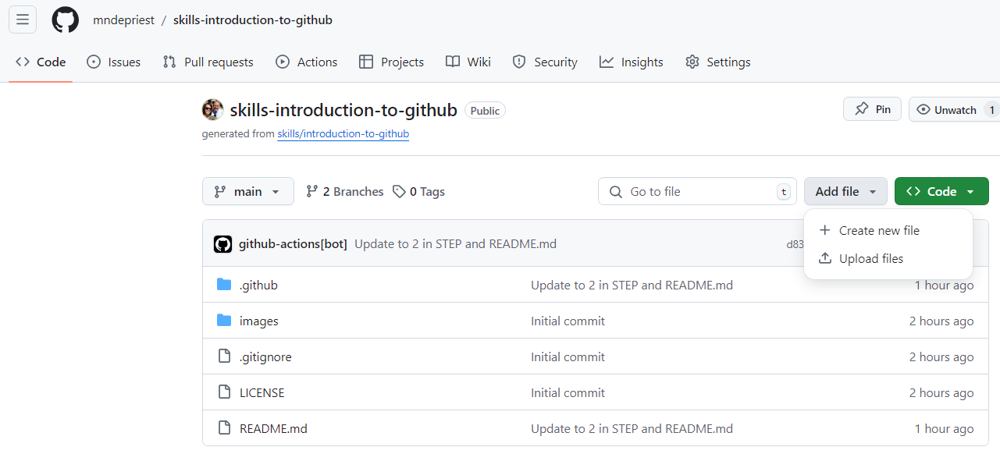 mndepriest / skills-introduction-to-github
Code Issues Pull requests Actions Projects Wiki Security Insights Settings
skills-introduction-to-github Public Pin Unwatch 1
generated from skills/introduction-to-github
main 2 Branches 0 Tags Go to file t Add file Code
Create new file
Upload files
github-actions[bot] Update to 2 in STEP and README.md d83
.github Update to 2 in STEP and README.md 1 hour ago
images Initial commit 2 hours ago
.gitignore Initial commit 2 hours ago
LICENSE Initial commit 2 hours ago
README.md Update to 2 in STEP and README.md 1 hour ago